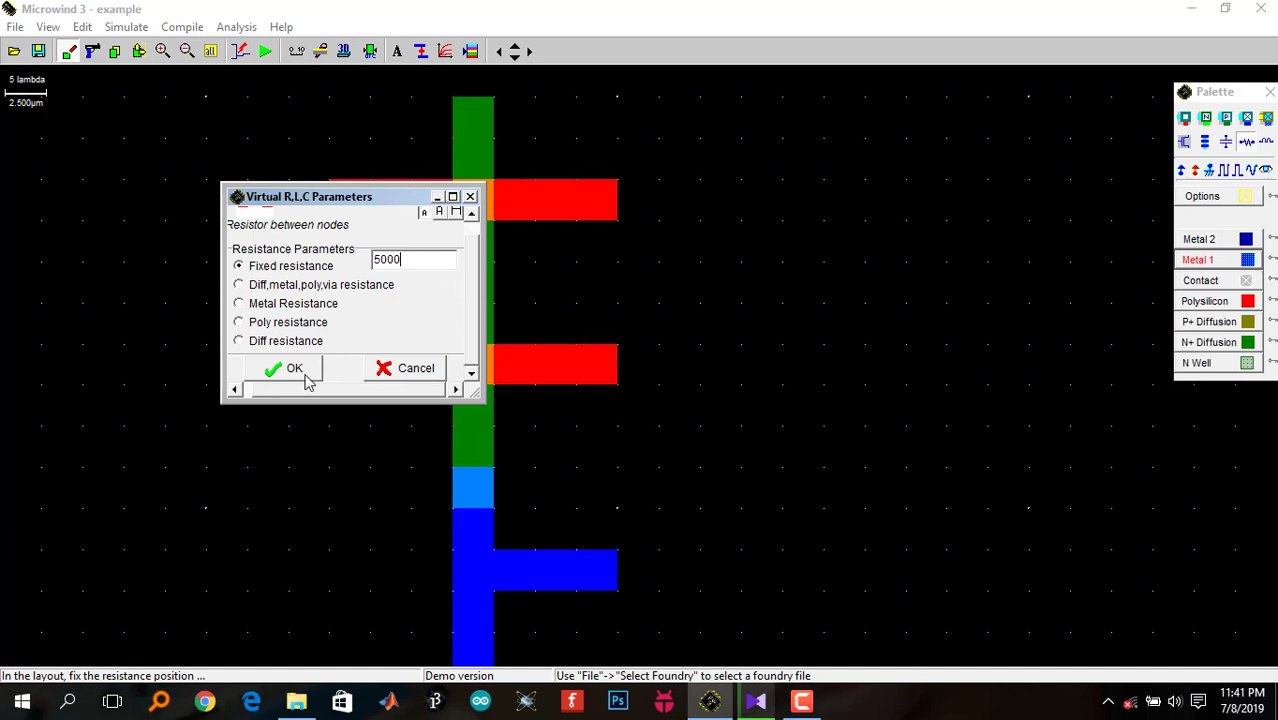 Microwind 3 - example
File View Edit Simulate Compile Analysis Help
5 lambda
2.500µm
Palette
Options
Metal 2
Metal 1
Contact
Polysilicon
P+ Diffusion
N+ Diffusion
N Well
Virtual R,L,C Parameters
Resistor between nodes
Resistance Parameters
5000
Fixed resistance
Diff,metal,poly,via resistance
Metal Resistance
Poly resistance
Diff resistance
OK
Cancel
In the layout, fix the resistance position ...
Demo version
Use "File"->"Select Foundry" to select a foundry file
11:41 PM
7/8/2019